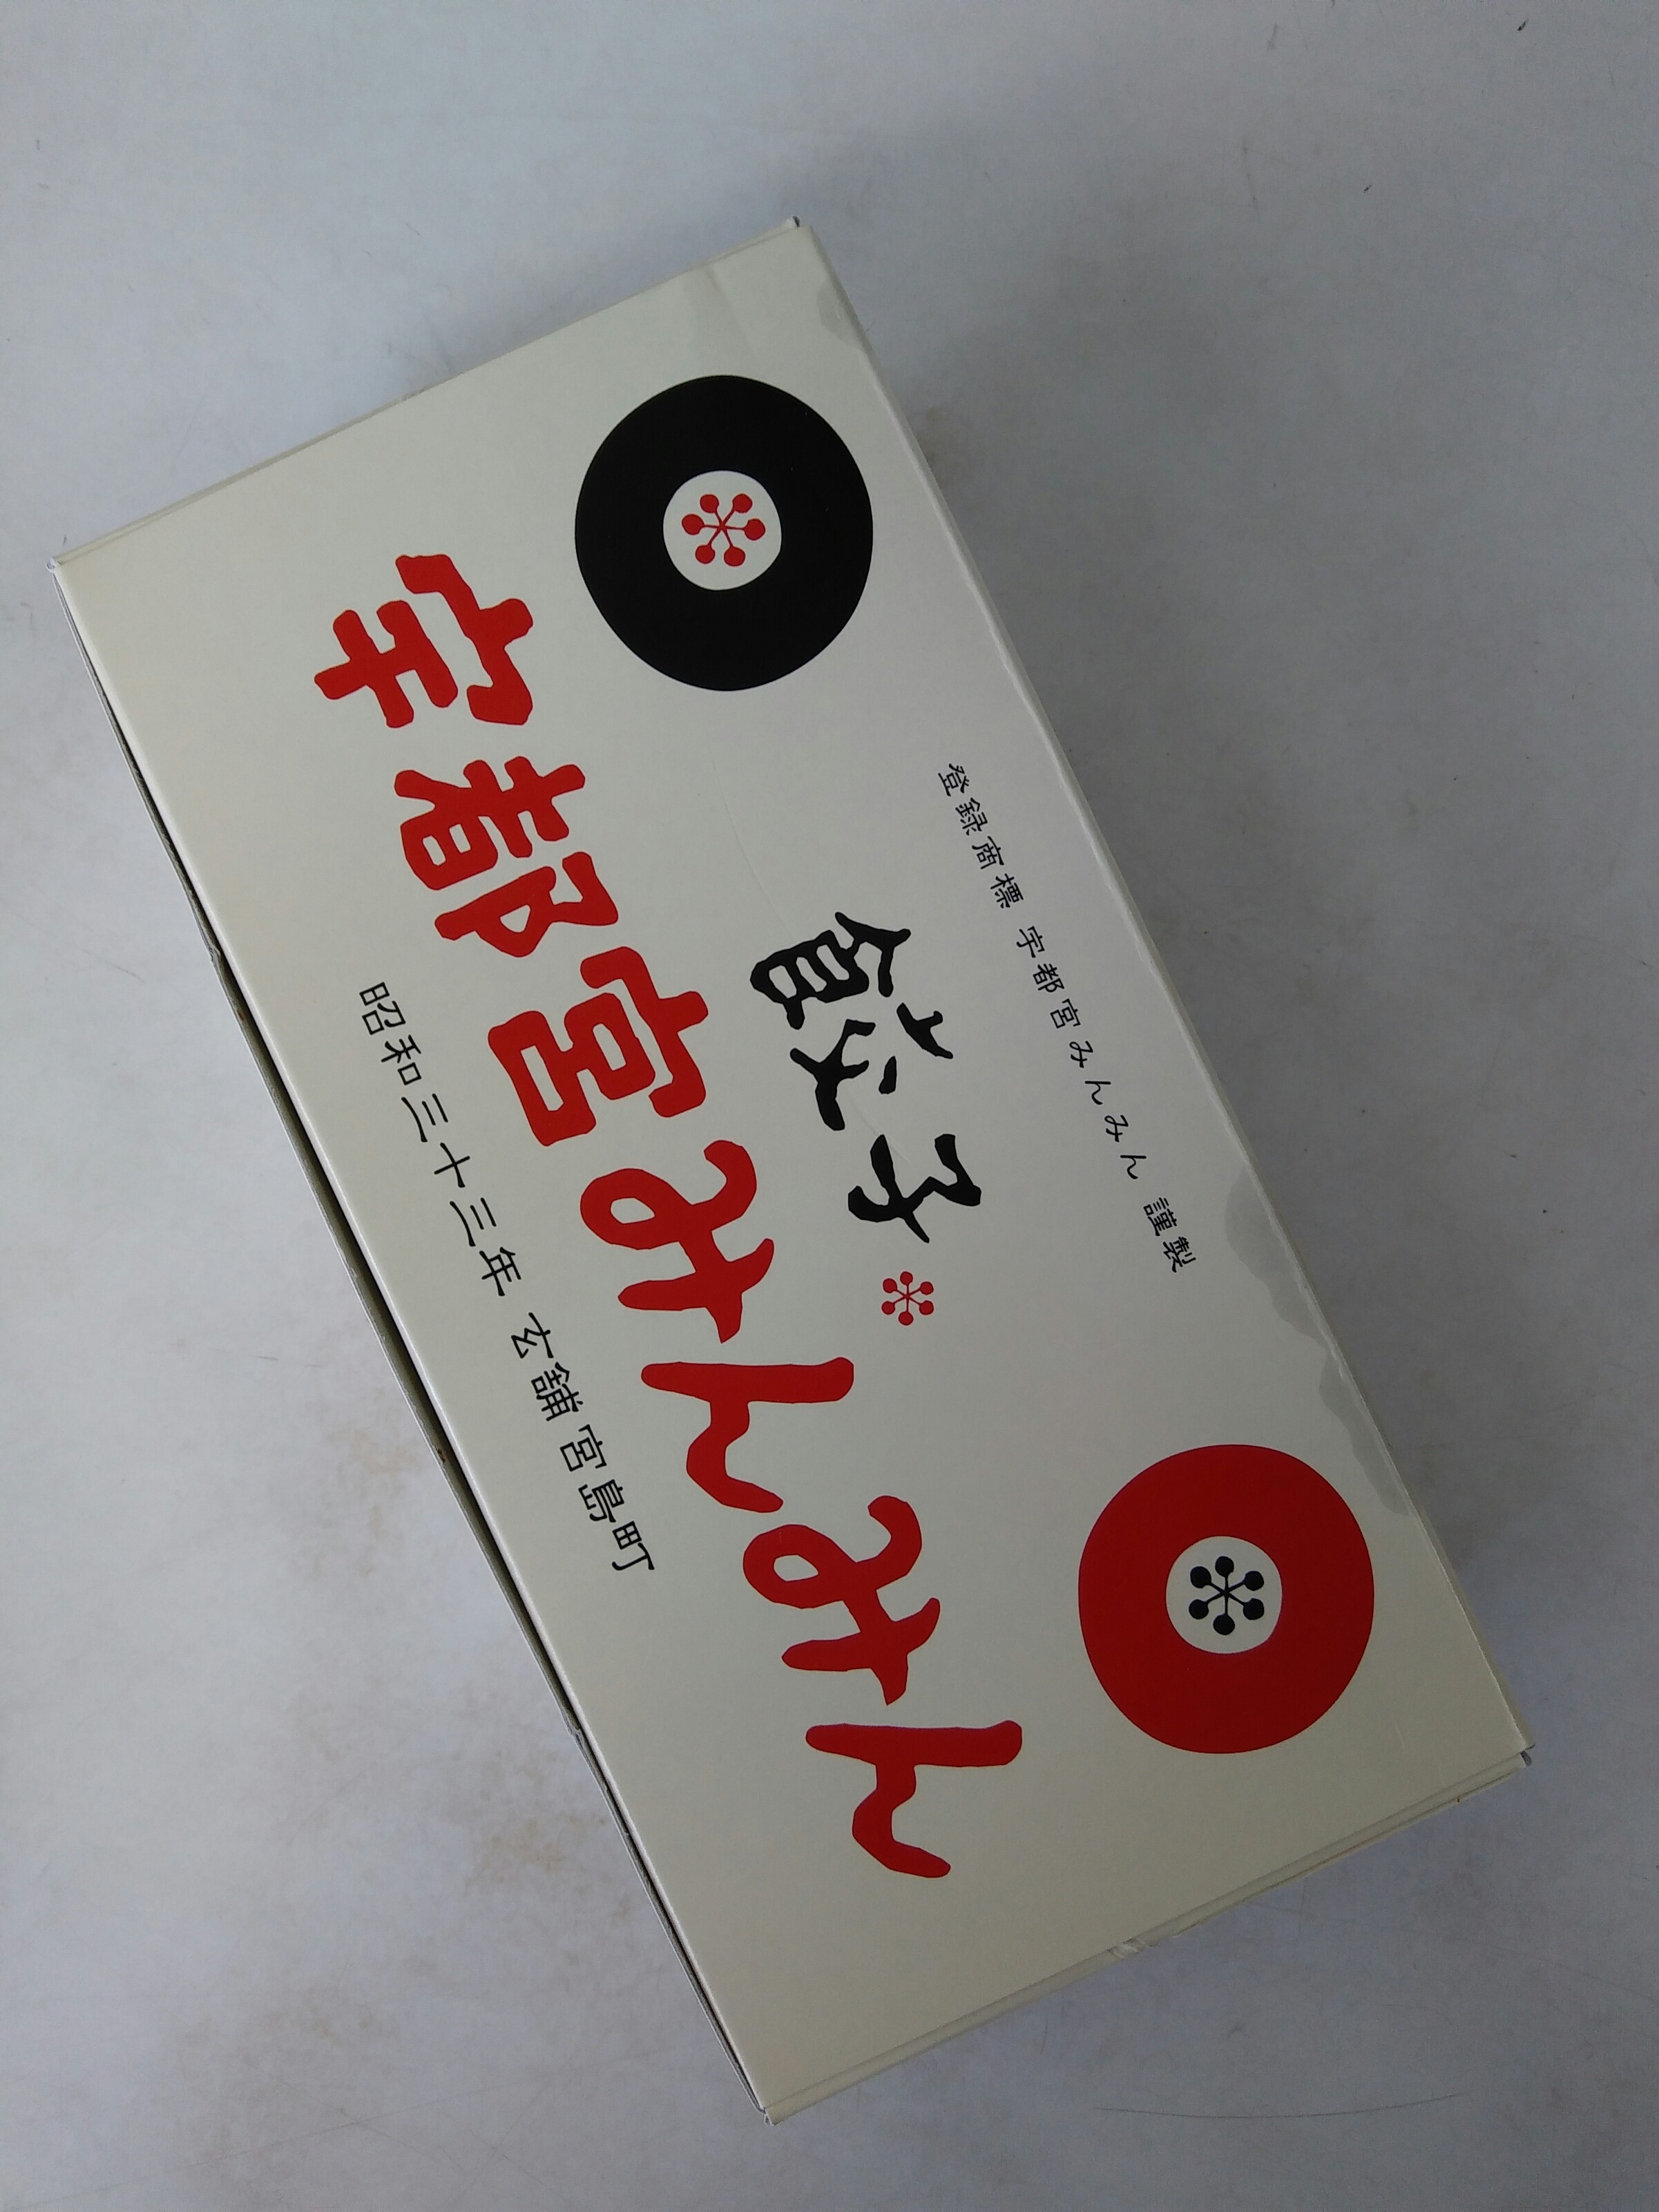 登録商標 宇都宮みんみん 謹製
餃子
宇都宮みんみん
昭和三十三年 玄舗宮島町